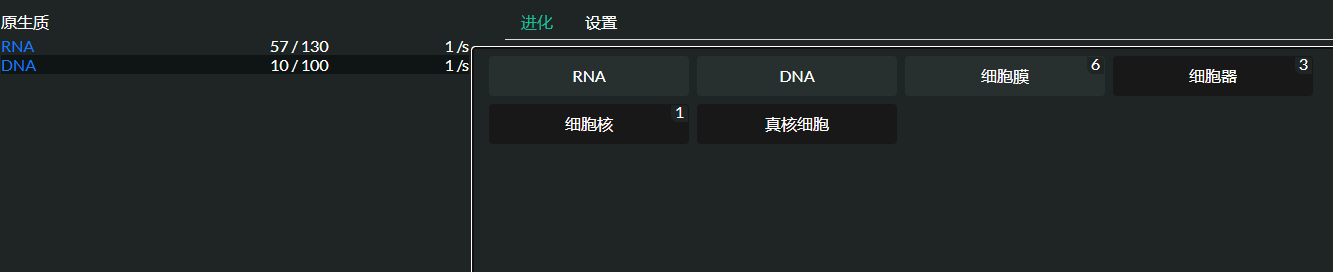 原生质
RNA 57 / 130 1 /s
DNA 10 / 100 1 /s
进化 设置
RNA DNA 细胞膜 6 细胞器 3
细胞核 1 真核细胞